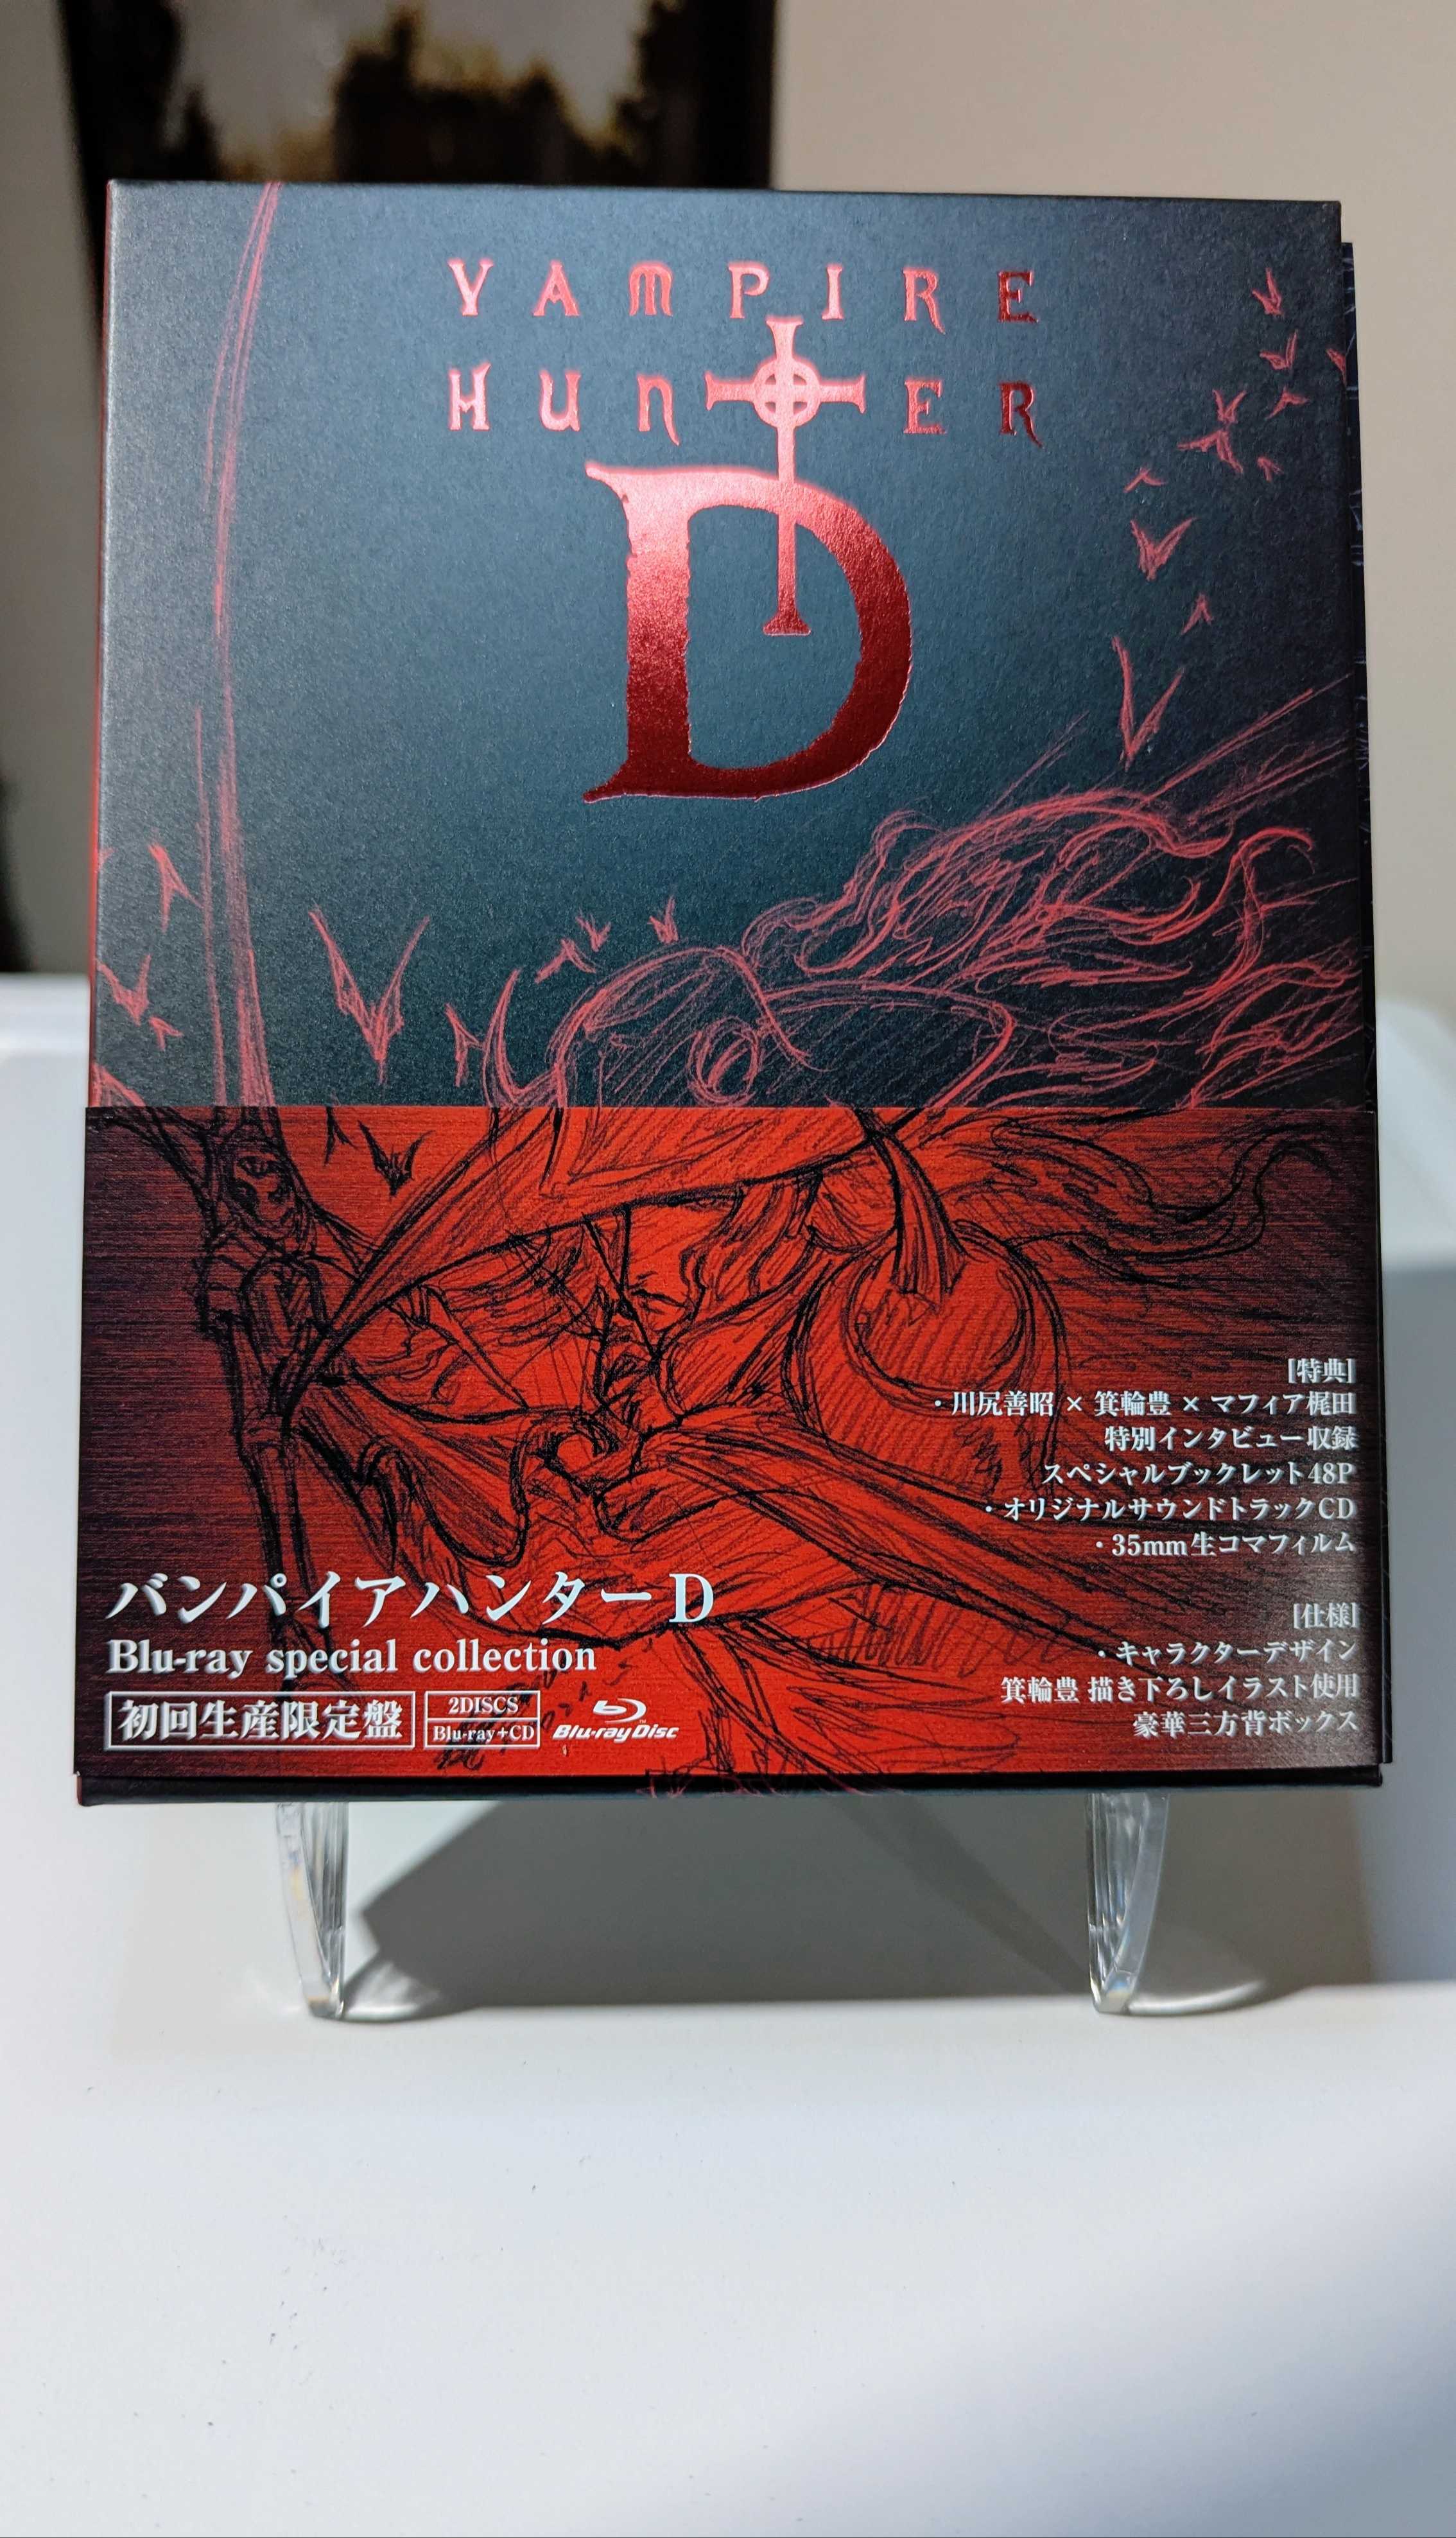 VAMPIRE
HUNTER
D
[特典]
・川尻善昭 × 箕輪豊 × マフィア梶田
特別インタビュー収録
スペシャルブックレット48P
・オリジナルサウンドトラックCD
・35mm生コマフィルム
[仕様]
・キャラクターデザイン
箕輪豊 描き下ろしイラスト使用
豪華三方背ボックス
バンパイアハンターD
Blu-ray special collection
初回生産限定盤
2DISCS
Blu-ray+CD
Blu-ray Disc